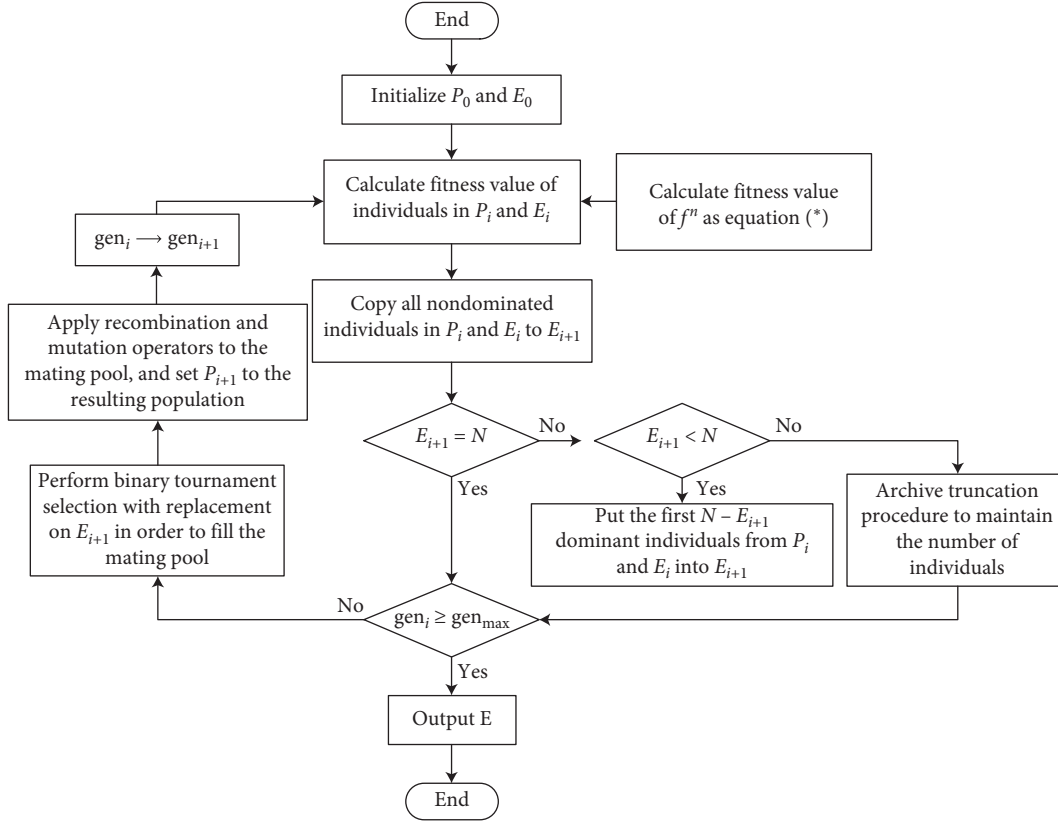 End
Initialize P₀ and E₀
Calculate fitness value of
individuals in Pᵢ and Eᵢ
Calculate fitness value
of fⁿ as equation (*)
genᵢ ⟶ genᵢ₊₁
Copy all nondominated
individuals in Pᵢ and Eᵢ to Eᵢ₊₁
Apply recombination and
mutation operators to the
mating pool, and set Pᵢ₊₁ to the
resulting population
Eᵢ₊₁ = N
No
Eᵢ₊₁ < N
No
Yes
Yes
Perform binary tournament
selection with replacement
on Eᵢ₊₁ in order to fill the
mating pool
Put the first N – Eᵢ₊₁
dominant individuals from Pᵢ
and Eᵢ into Eᵢ₊₁
Archive truncation
procedure to maintain
the number of
individuals
No
genᵢ ≥ gen_max
Yes
Output E
End